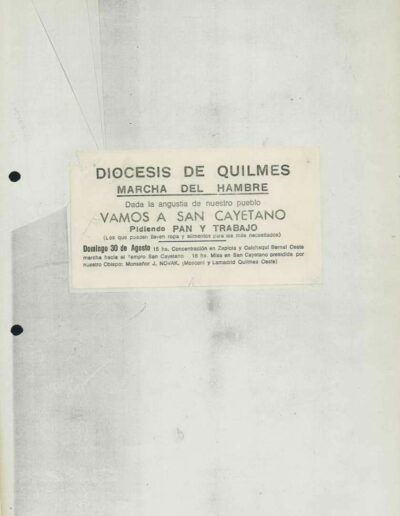 DIOCESIS DE QUILMES
MARCHA DEL HAMBRE
Dada la angustia de nuestro pueblo
VAMOS A SAN CAYETANO
Pidiendo PAN Y TRABAJO
(Los que puedan lleven ropa y alimentos para los más necesitados)
Domingo 30 de Agosto 15 hs. Concentración en Zapiola y Calchaquí Bernal Oeste
marcha hacia el Templo San Cayetano 16 hs. Misa en San Cayetano presidida por
nuestro Obispo: Monseñor J. NOVAK. (Mosconi y Lamadrid Quilmes Oeste)